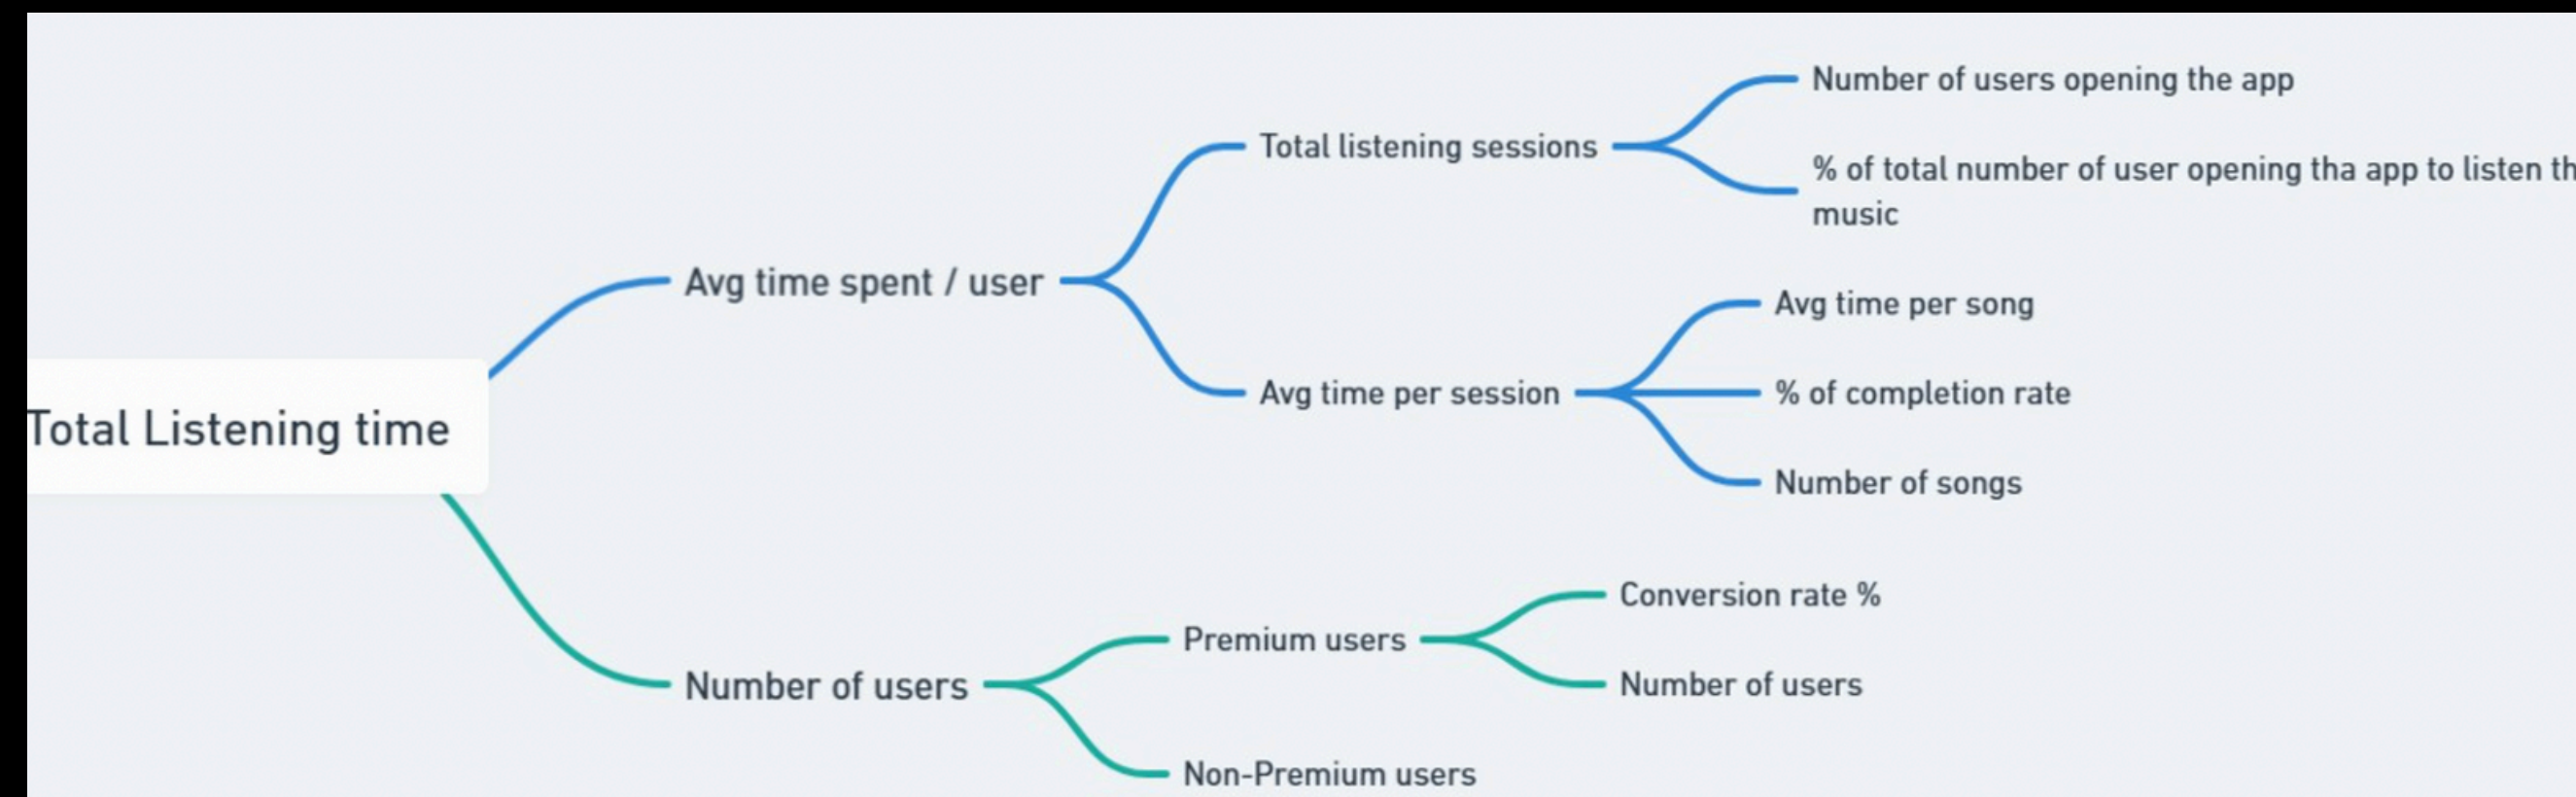 Number of users opening the app
Total listening sessions
% of total number of user opening tha app to listen
music
Avg time spent / user
Avg time per song
Avg time per session
% of completion rate
Total Listening time
Number of songs
Conversion rate %
Premium users
Number of users
Number of users
Non-Premium users